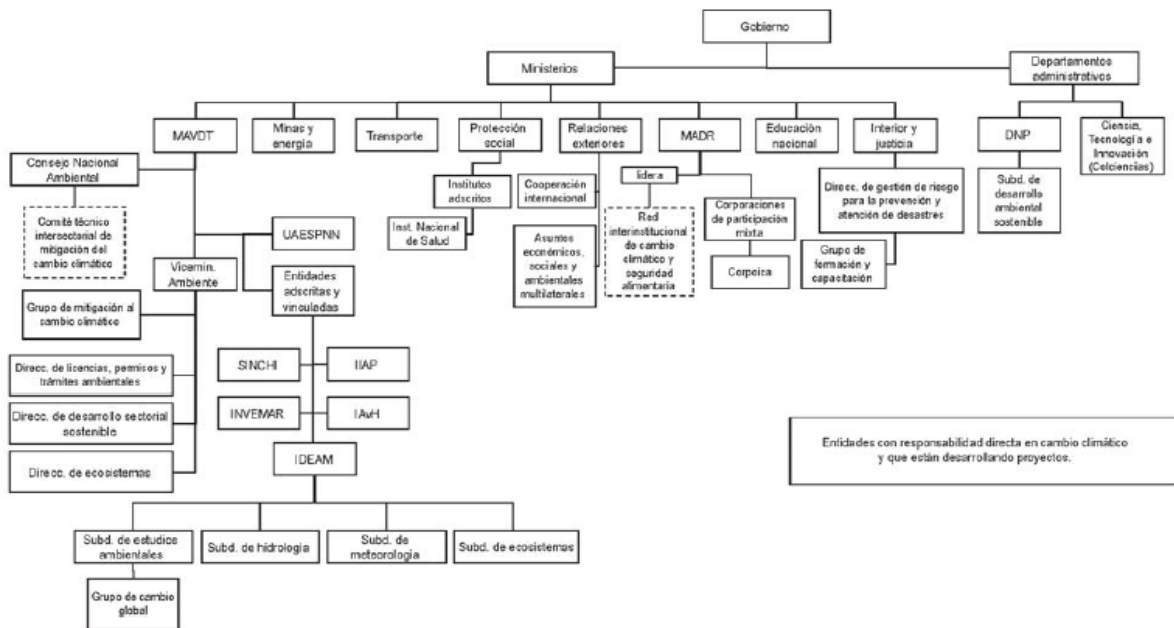 Gobierno
Ministerios
Departamentos
administrativos
MAVDT
Minas y
energía
Transporte
Protección
social
Relaciones
exteriores
MADR
Educación
nacional
Interior y
justicia
DNP
Ciencia,
Tecnología e
Innovación
(Colciencias)
Consejo Nacional
Ambiental
Comité técnico
intersectorial de
mitigación del
cambio climático
Vicemin.
Ambiente
Grupo de mitigación al
cambio climático
Direcc. de licencias, permisos y
trámites ambientales
Direcc. de desarrollo sectorial
sostenible
Direcc. de ecosistemas
UAESPNN
Entidades
adscritas y
vinculadas
SINCHI
IIAP
INVEMAR
IAvH
IDEAM
Subd. de estudios
ambientales
Subd. de hidrología
Subd. de
meteorología
Subd. de ecosistemas
Grupo de cambio
global
Institutos
adscritos
Inst. Nacional
de Salud
Cooperación
internacional
Asuntos
económicos,
sociales y
ambientales
multilaterales
lidera
Red
interinstitucional
de cambio
climático y
seguridad
alimentaria
Corporaciones
de participación
mixta
Corpoica
Direcc. de gestión de riesgo
para la prevención y
atención de desastres
Grupo de
formación y
capacitación
Subd. de
desarrollo
ambiental
sostenible
Entidades con responsabilidad directa en cambio climático
y que están desarrollando proyectos.